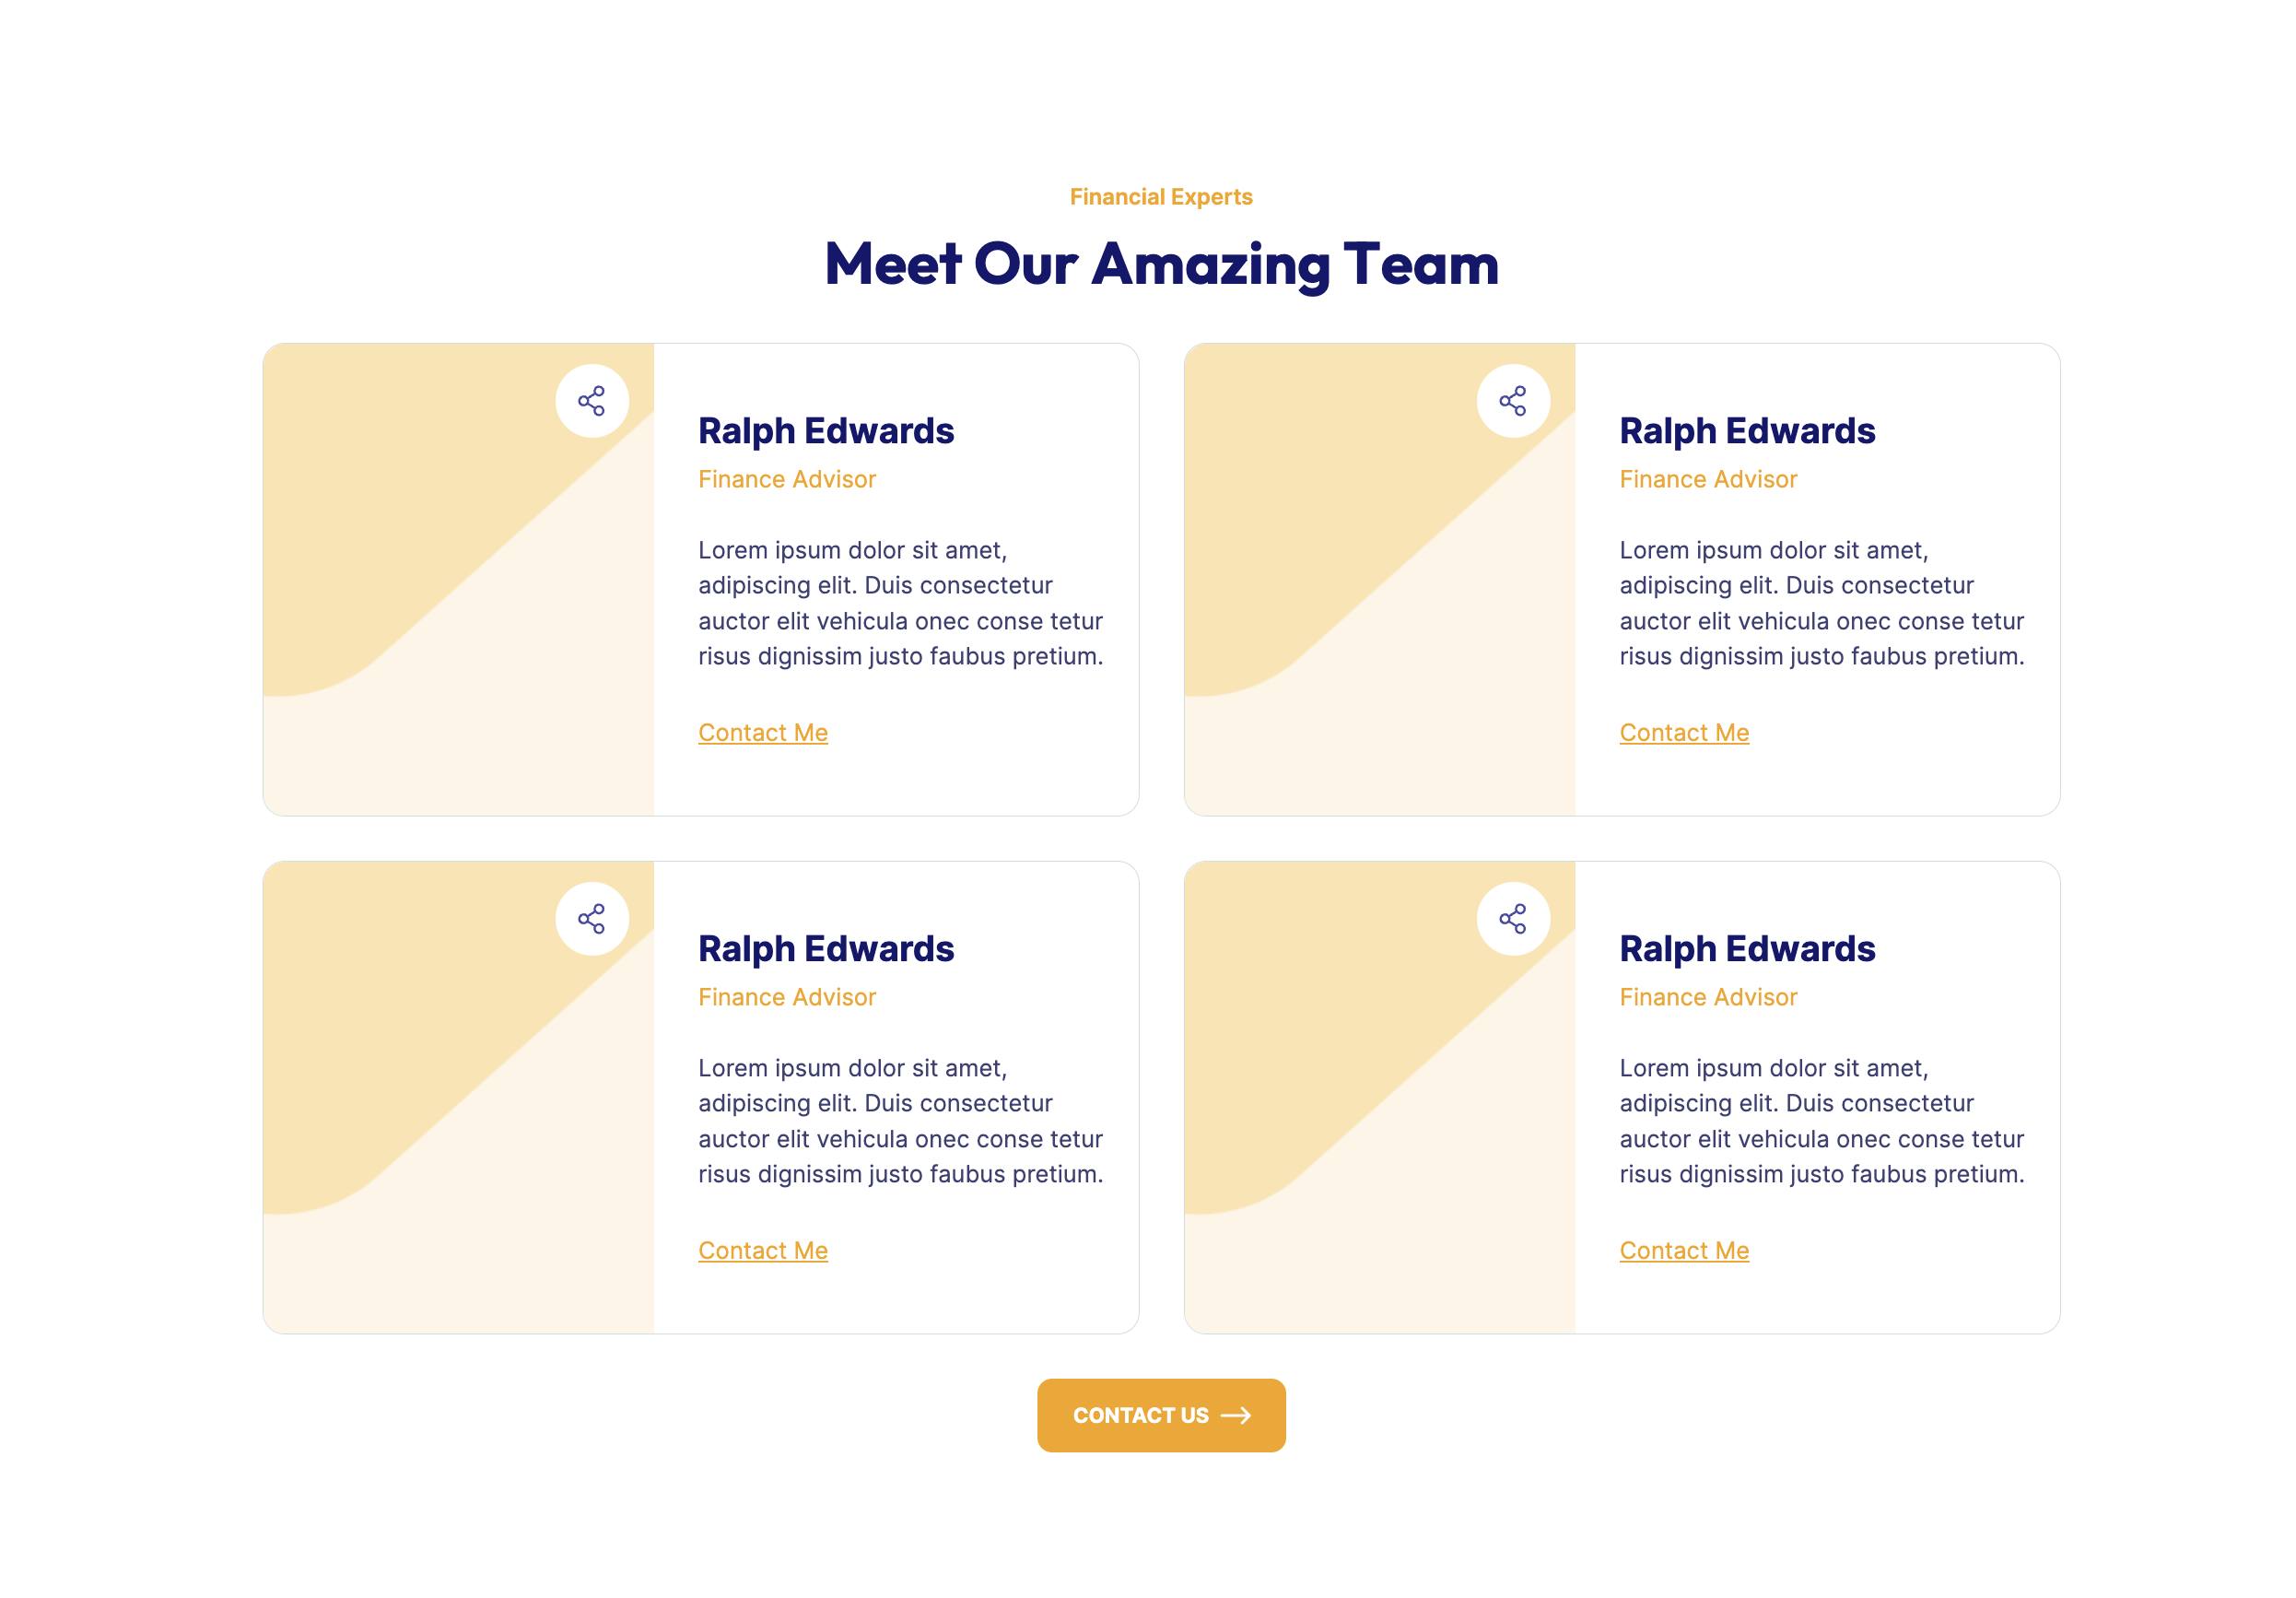 Financial Experts
Meet Our Amazing Team
Ralph Edwards
Finance Advisor
Lorem ipsum dolor sit amet,
adipiscing elit. Duis consectetur
auctor elit vehicula onec conse tetur
risus dignissim justo faubus pretium.
Contact Me
Ralph Edwards
Finance Advisor
Lorem ipsum dolor sit amet,
adipiscing elit. Duis consectetur
auctor elit vehicula onec conse tetur
risus dignissim justo faubus pretium.
Contact Me
Ralph Edwards
Finance Advisor
Lorem ipsum dolor sit amet,
adipiscing elit. Duis consectetur
auctor elit vehicula onec conse tetur
risus dignissim justo faubus pretium.
Contact Me
Ralph Edwards
Finance Advisor
Lorem ipsum dolor sit amet,
adipiscing elit. Duis consectetur
auctor elit vehicula onec conse tetur
risus dignissim justo faubus pretium.
Contact Me
CONTACT US